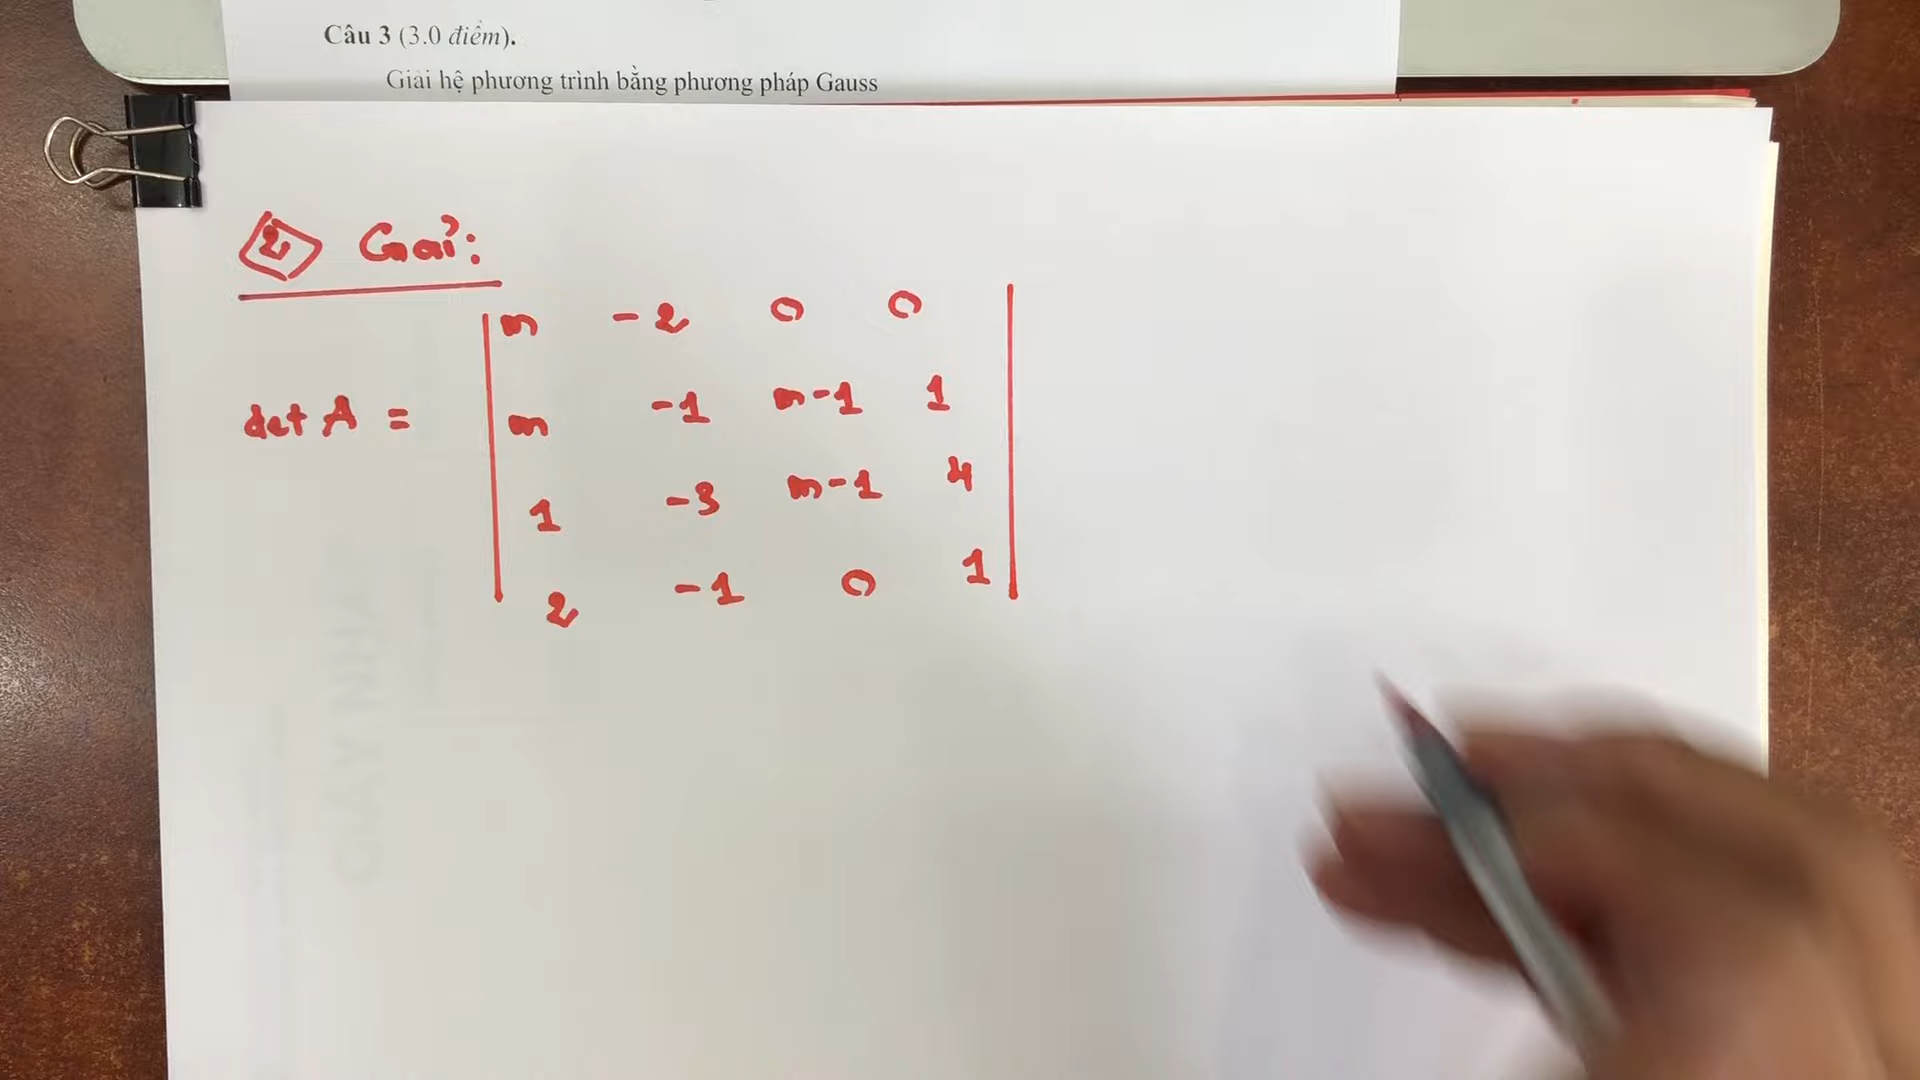 Câu 3 (3.0 điểm).
Giải hệ phương trình bằng phương pháp Gauss
2 Giải:
m -2 0 0
det A = m -1 m-1 1
1 -3 m-1 4
2 -1 0 1